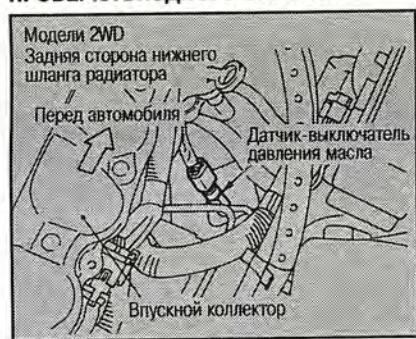 Модели 2WD
Задняя сторона нижнего
шланга радиатора
Перед автомобиля
Датчик-выключатель
давления масла
Впускной коллектор